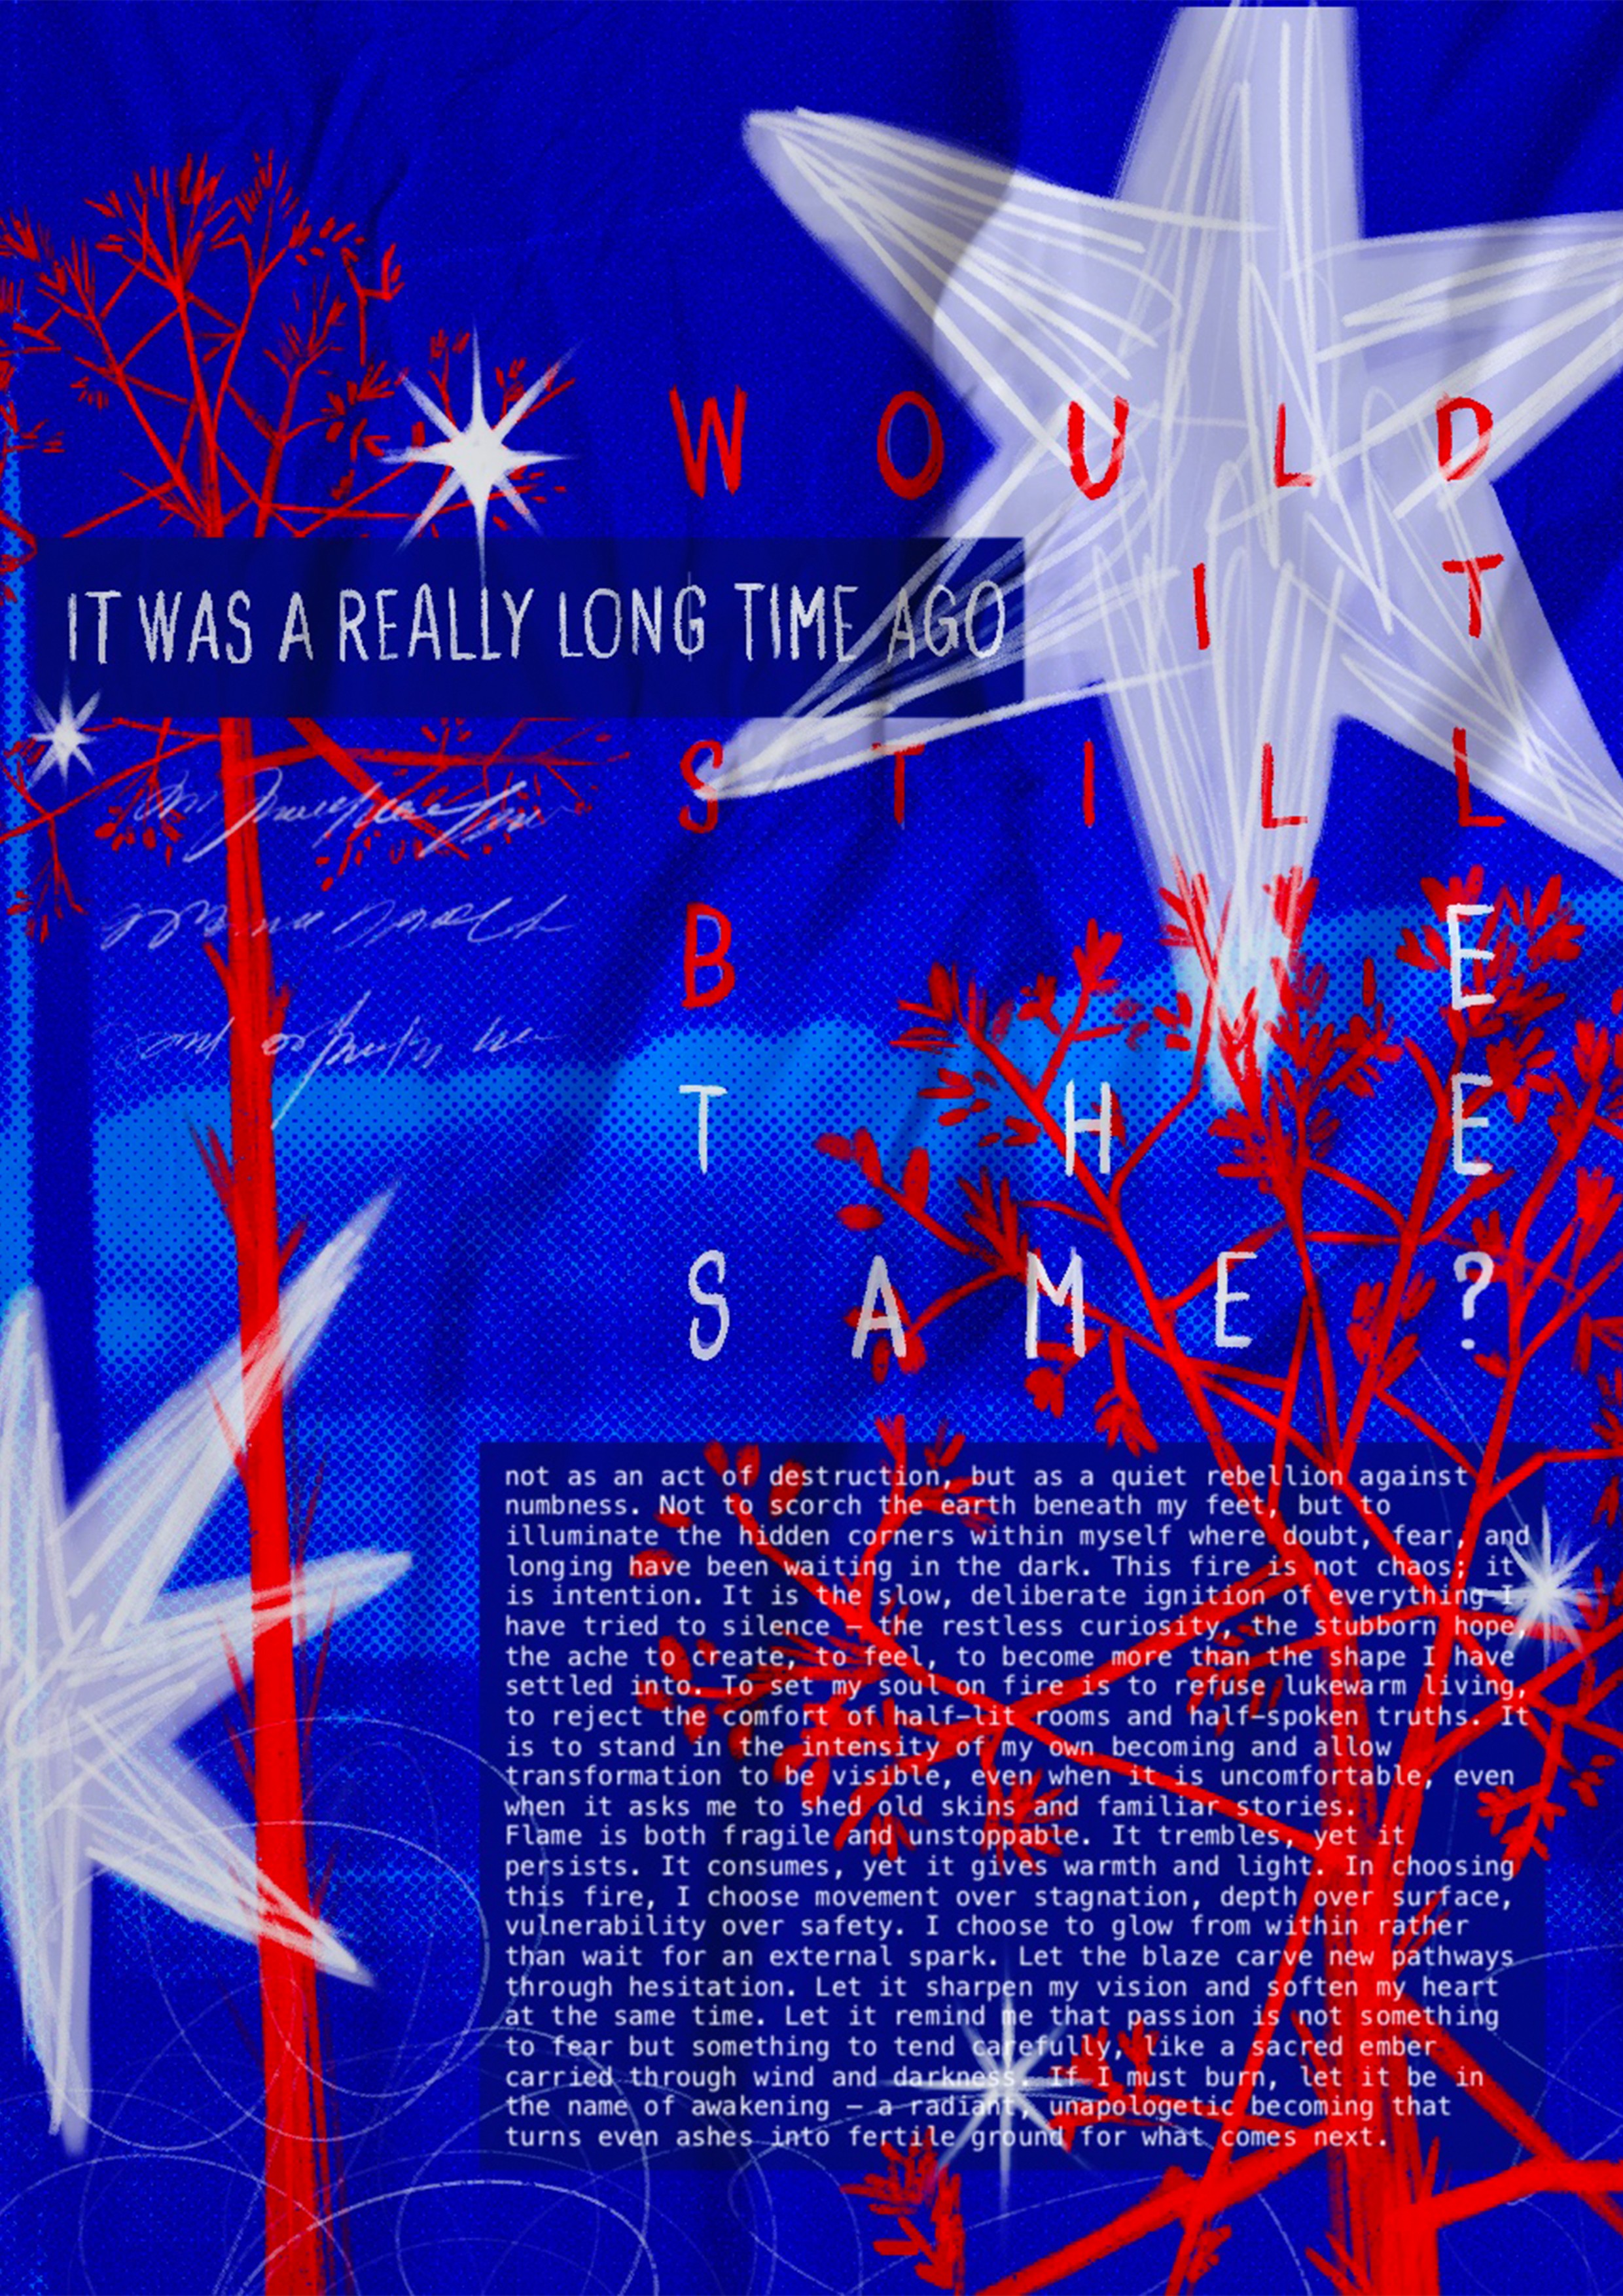 WOULD
IT WAS A REALLY LONG TIME AGO
IT
STILL
BE
THE
SAME?
not as an act of destruction, but as a quiet rebellion against
numbness. Not to scorch the earth beneath my feet, but to
illuminate the hidden corners within myself where doubt, fear, and
longing have been waiting in the dark. This fire is not chaos; it
is intention. It is the slow, deliberate ignition of everything I
have tried to silence — the restless curiosity, the stubborn hope,
the ache to create, to feel, to become more than the shape I have
settled into. To set my soul on fire is to refuse lukewarm living,
to reject the comfort of half-lit rooms and half-spoken truths. It
is to stand in the intensity of my own becoming and allow
transformation to be visible, even when it is uncomfortable, even
when it asks me to shed old skins and familiar stories.
Flame is both fragile and unstoppable. It trembles, yet it
persists. It consumes, yet it gives warmth and light. In choosing
this fire, I choose movement over stagnation, depth over surface,
vulnerability over safety. I choose to glow from within rather
than wait for an external spark. Let the blaze carve new pathways
through hesitation. Let it sharpen my vision and soften my heart
at the same time. Let it remind me that passion is not something
to fear but something to tend carefully, like a sacred ember
carried through wind and darkness. If I must burn, let it be in
the name of awakening — a radiant, unapologetic becoming that
turns even ashes into fertile ground for what comes next.